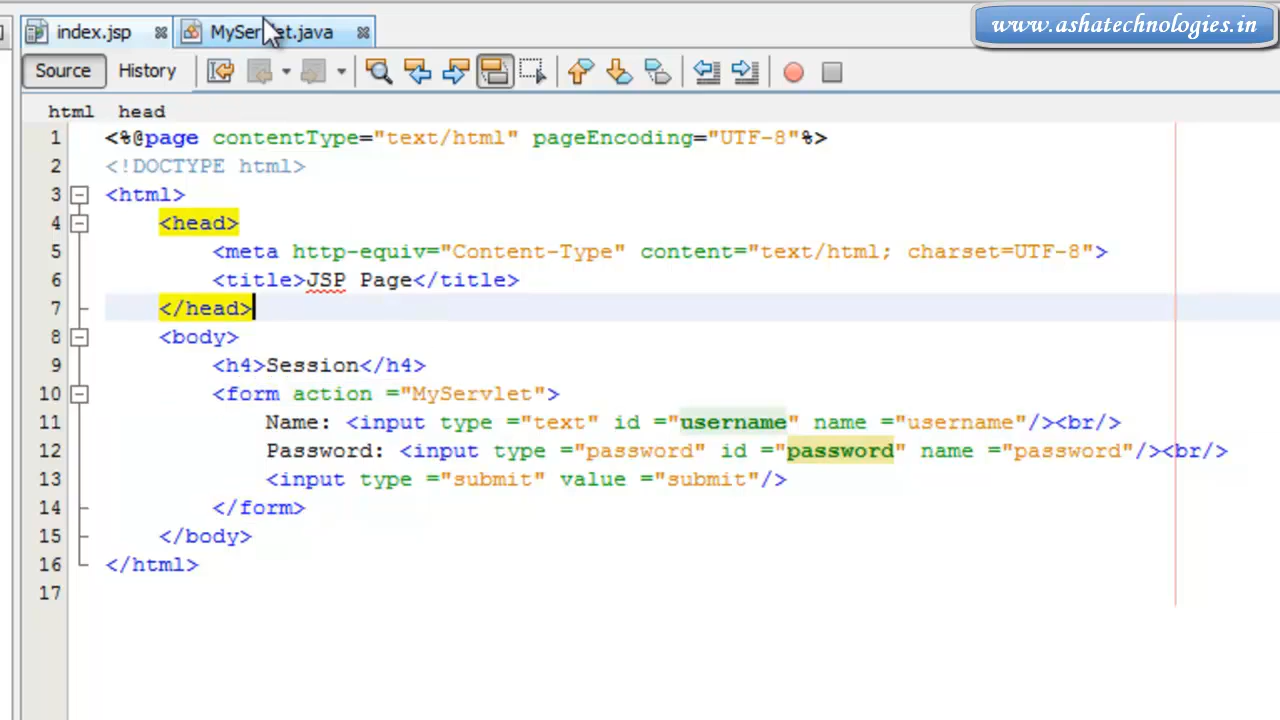 www.ashatechnologies.in
index.jsp MyServlet.java
Source History
html head
1 <%@page contentType="text/html" pageEncoding="UTF-8"%>
2 <!DOCTYPE html>
3 <html>
4 <head>
5 <meta http-equiv="Content-Type" content="text/html; charset=UTF-8">
6 <title>JSP Page</title>
7 </head>
8 <body>
9 <h4>Session</h4>
10 <form action ="MyServlet">
11 Name: <input type ="text" id ="username" name ="username"/><br/>
12 Password: <input type ="password" id ="password" name ="password"/><br/>
13 <input type ="submit" value ="submit"/>
14 </form>
15 </body>
16 </html>
17